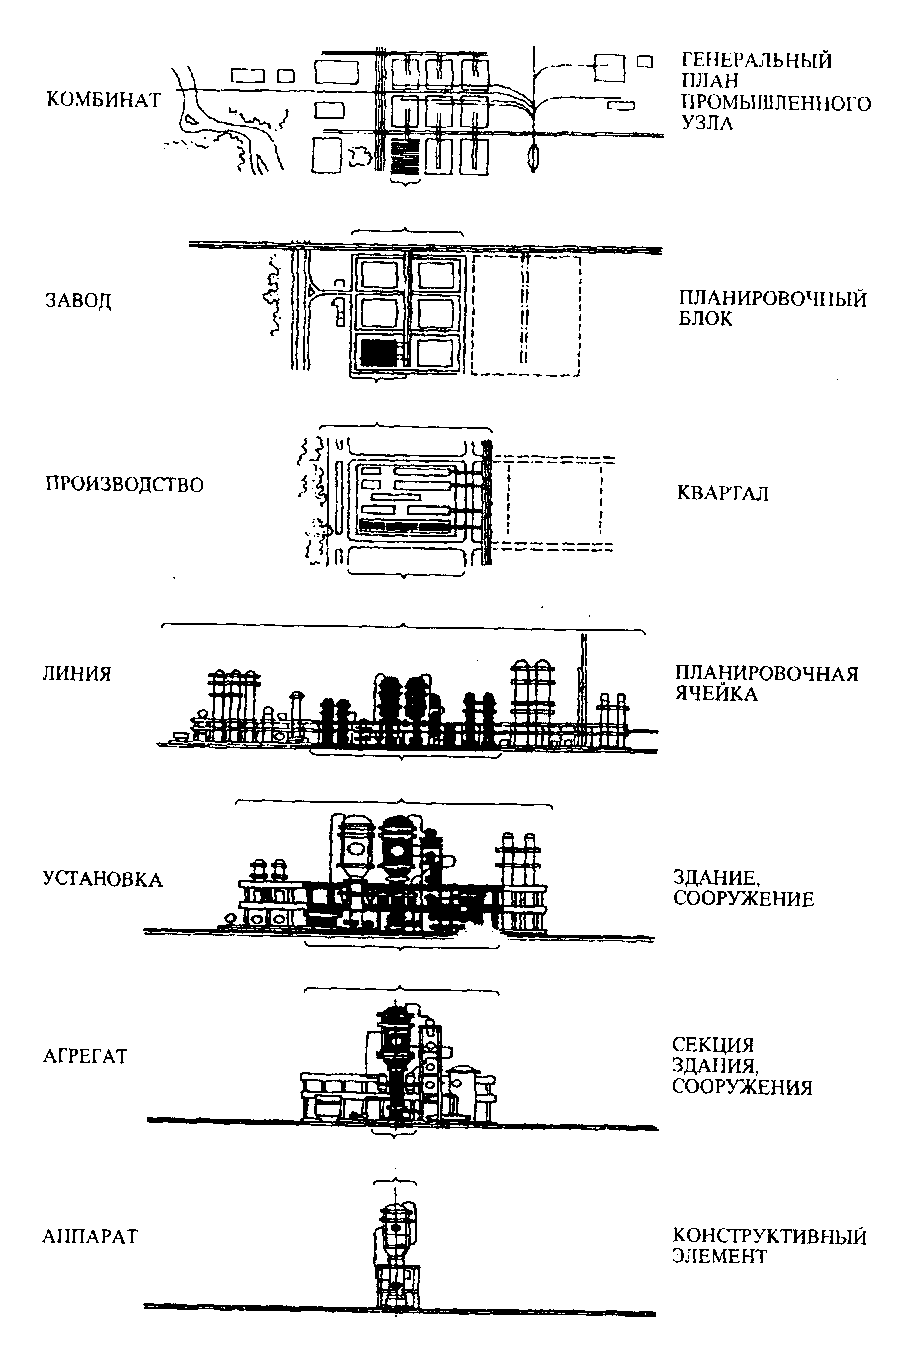 КОМБИНАТ
ГЕНЕРАЛЬНЫЙ
ПЛАН
ПРОМЫШЛЕННОГО
УЗЛА
ЗАВОД
ПЛАНИРОВОЧНЫЙ
БЛОК
ПРОИЗВОДСТВО
КВАРТАЛ
ЛИНИЯ
ПЛАНИРОВОЧНАЯ
ЯЧЕЙКА
УСТАНОВКА
ЗДАНИЕ,
СООРУЖЕНИЕ
АГРЕГАТ
СЕКЦИЯ
ЗДАНИЯ,
СООРУЖЕНИЯ
АППАРАТ
КОНСТРУКТИВНЫЙ
ЭЛЕМЕНТ